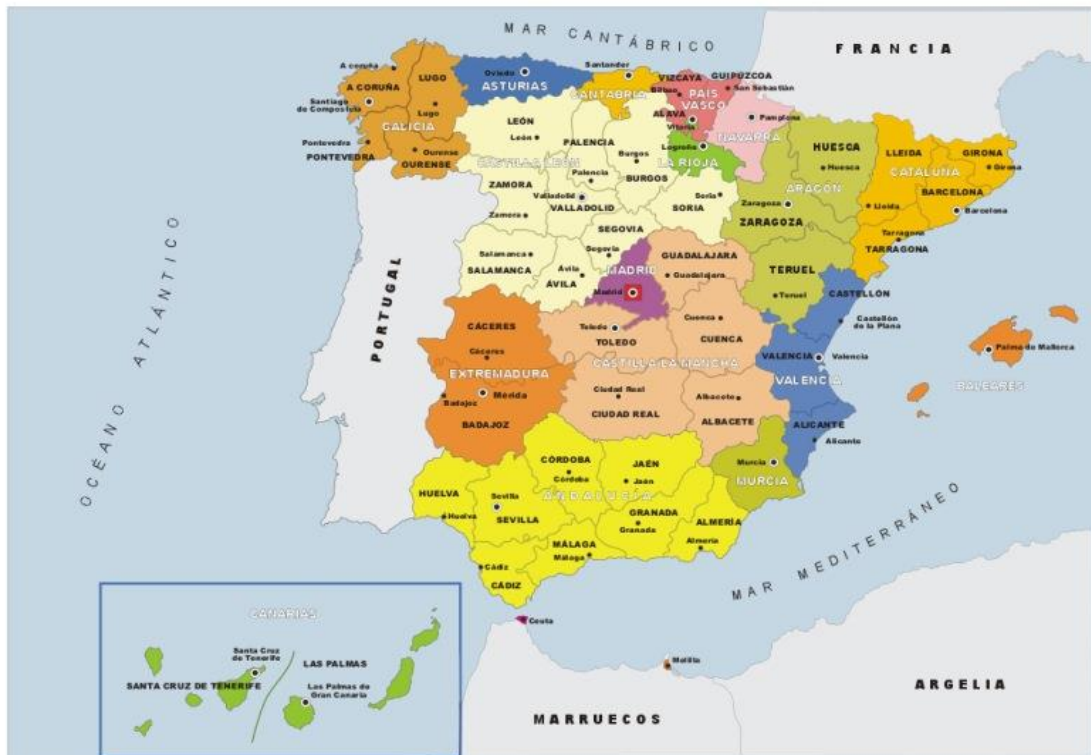 MAR CANTÁBRICO
FRANCIA
A coruña
A CORUÑA
LUGO
Santiago
de Compostela
Lugo
GALICIA
Pontevedra
PONTEVEDRA
Ourense
OURENSE
Oviedo
ASTURIAS
Santander
CANTABRIA
VIZCAYA
GUIPÚZCOA
Bilbao
San Sebastián
PAÍS
VASCO
ALAVA
Vitoria
Pamplona
NAVARRA
Logroño
LA RIOJA
LEÓN
León
PALENCIA
Palencia
Burgos
BURGOS
CASTILLA LEÓN
ZAMORA
Zamora
Valladolid
VALLADOLID
Soria
SORIA
SEGOVIA
Segovia
Salamanca
SALAMANCA
Ávila
ÁVILA
HUESCA
Huesca
ARAGÓN
Zaragoza
ZARAGOZA
TERUEL
Teruel
LLEIDA
Lleida
GIRONA
Girona
CATALUÑA
BARCELONA
Barcelona
Tarragona
TARRAGONA
MADRID
Madrid
GUADALAJARA
Guadalajara
Cuenca
CUENCA
Toledo
TOLEDO
CASTILLA LA MANCHA
Ciudad Real
CIUDAD REAL
Albacete
ALBACETE
CASTELLÓN
Castellón
de la Plana
VALENCIA
Valencia
VALENCIA
ALICANTE
Alicante
Palma de Mallorca
BALEARES
OCÉANO ATLÁNTICO
PORTUGAL
CÁCERES
Cáceres
EXTREMADURA
Badajoz
Mérida
BADAJOZ
Murcia
MURCIA
CÓRDOBA
Córdoba
JAÉN
Jaén
ANDALUCIA
HUELVA
Huelva
Sevilla
SEVILLA
GRANADA
Granada
ALMERÍA
Almería
MÁLAGA
Málaga
Cádiz
CÁDIZ
MAR MEDITERRÁNEO
Ceuta
Melilla
MARRUECOS
ARGELIA
CANARIAS
Santa Cruz
de Tenerife
SANTA CRUZ DE TENERIFE
LAS PALMAS
Las Palmas de
Gran Canaria